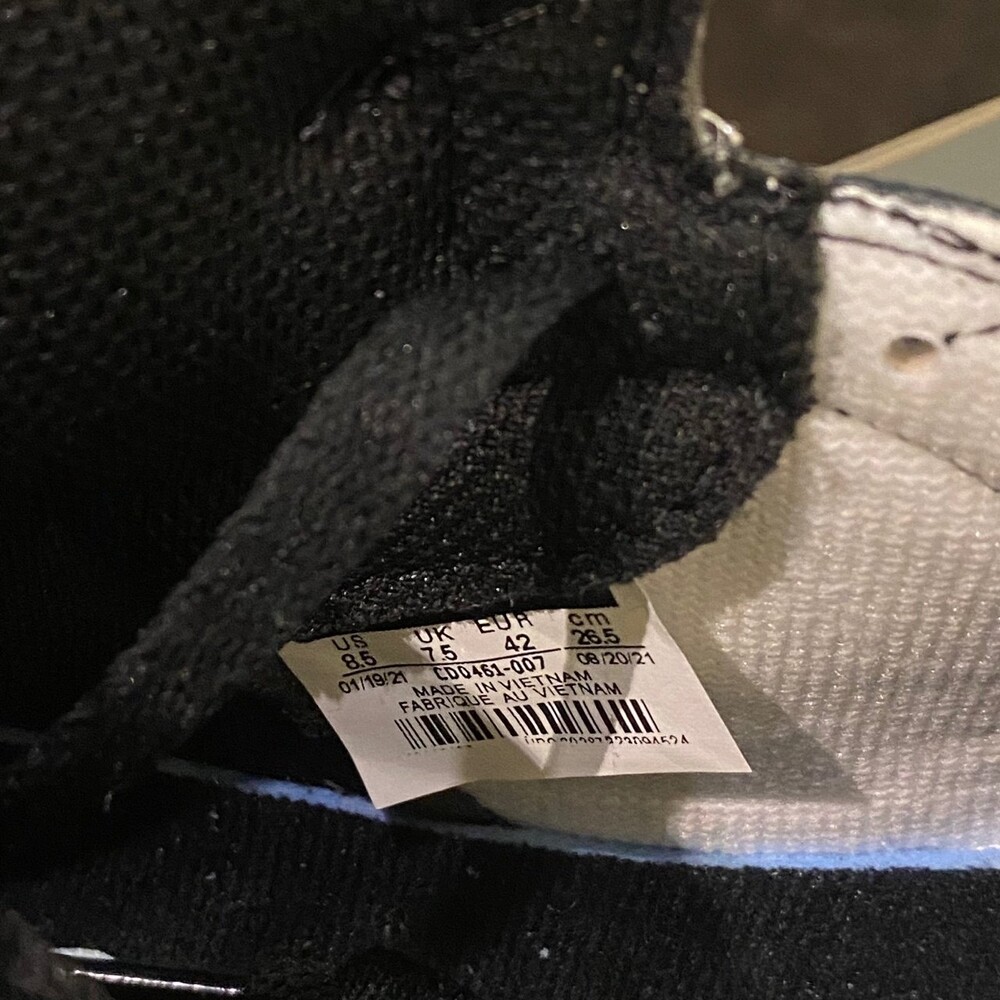 US UK EUR cm
8.5 7.5 42 26.5
01/19/21 CD0461-007 08/20/21
MADE IN VIETNAM
FABRIQUE AU VIETNAM